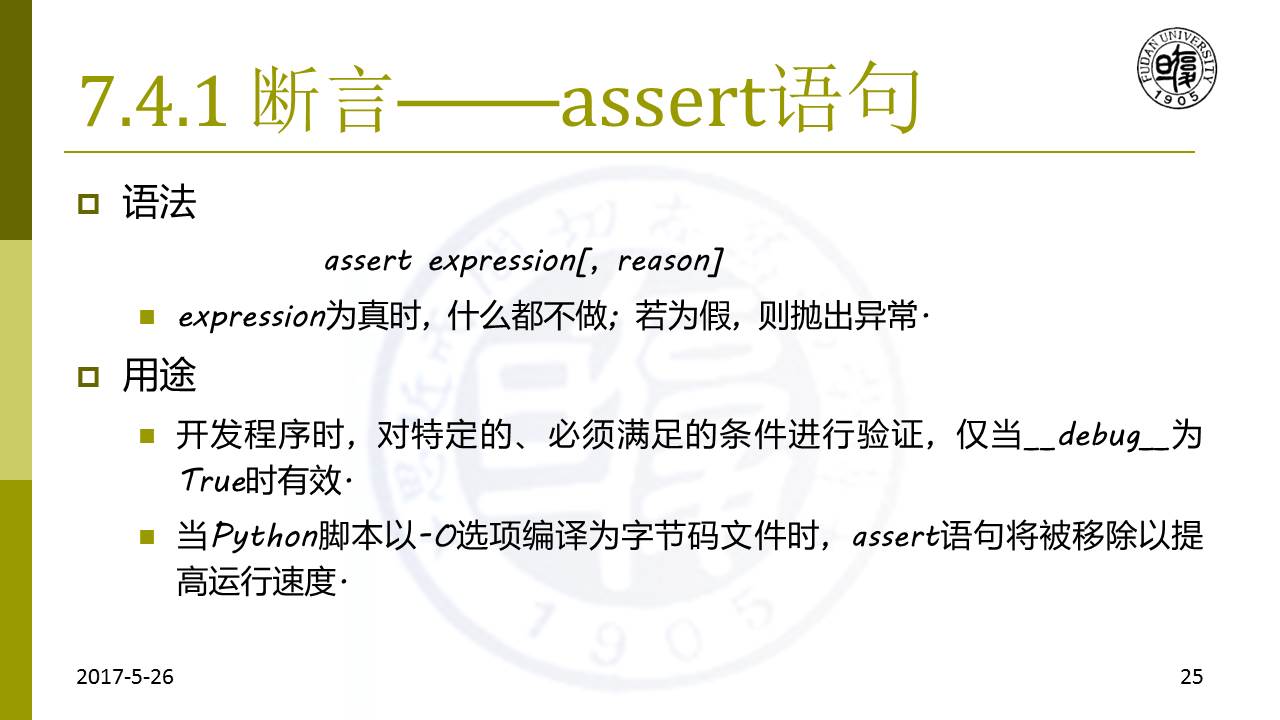 7.4.1 断言——assert语句
FUDAN UNIVERSITY
1905
语法
assert expression[, reason]
expression为真时，什么都不做；若为假，则抛出异常.
用途
开发程序时，对特定的、必须满足的条件进行验证，仅当__debug__为
True时有效.
当Python脚本以-O选项编译为字节码文件时，assert语句将被移除以提
高运行速度.
1905
2017-5-26
25